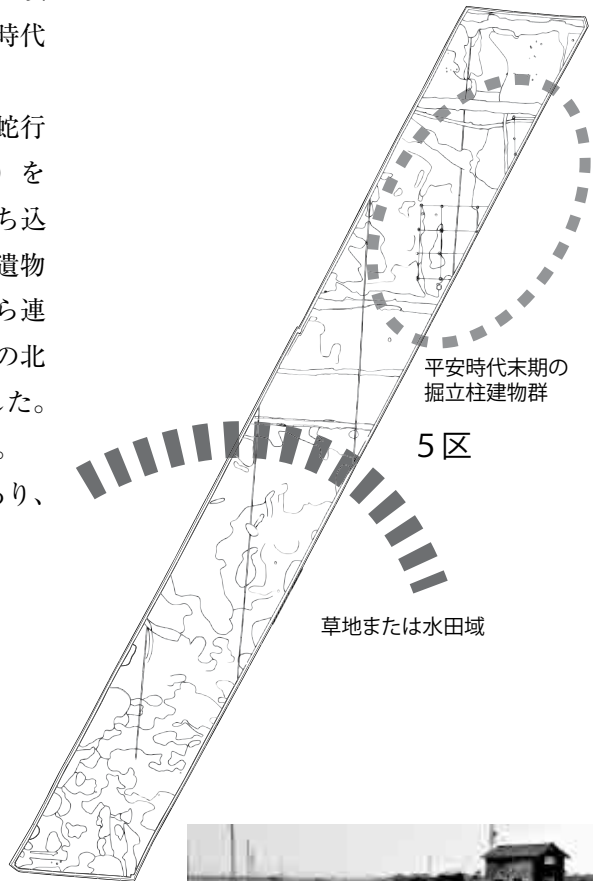 時代
蛇行
を
ち込
遺物
ら連
の北
た。
。
り、
平安時代末期の
掘立柱建物群
5区
草地または水田域